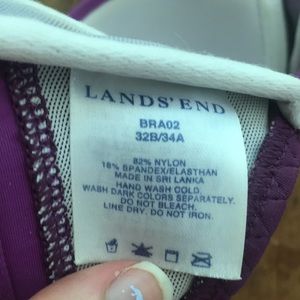 LANDS' END
BRA02
32B/34A
82% NYLON
18% SPANDEX/ELASTHAN
MADE IN SRI LANKA
HAND WASH COLD.
WASH DARK COLORS SEPARATELY.
DO NOT BLEACH.
LINE DRY. DO NOT IRON.